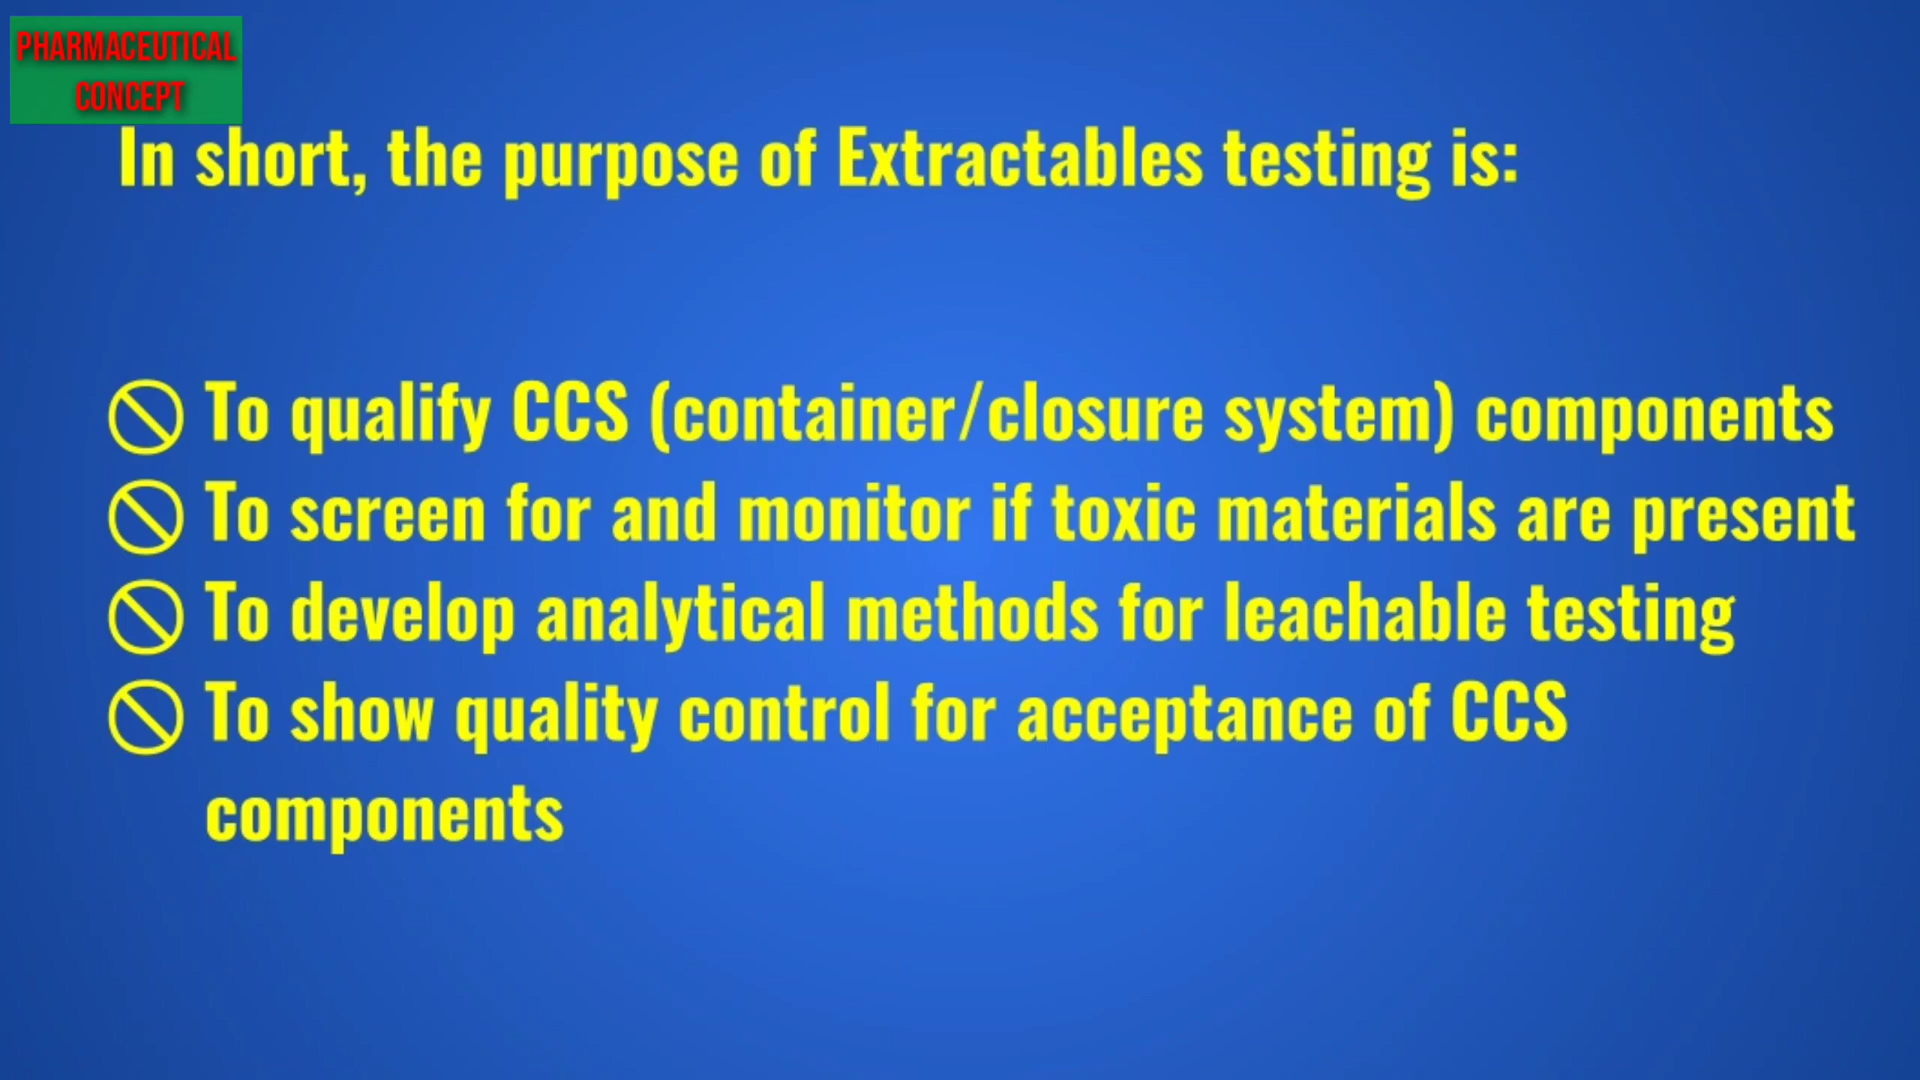 PHARMACEUTICAL
CONCEPT
In short, the purpose of Extractables testing is:
To qualify CCS (container/closure system) components
To screen for and monitor if toxic materials are present
To develop analytical methods for leachable testing
To show quality control for acceptance of CCS
components